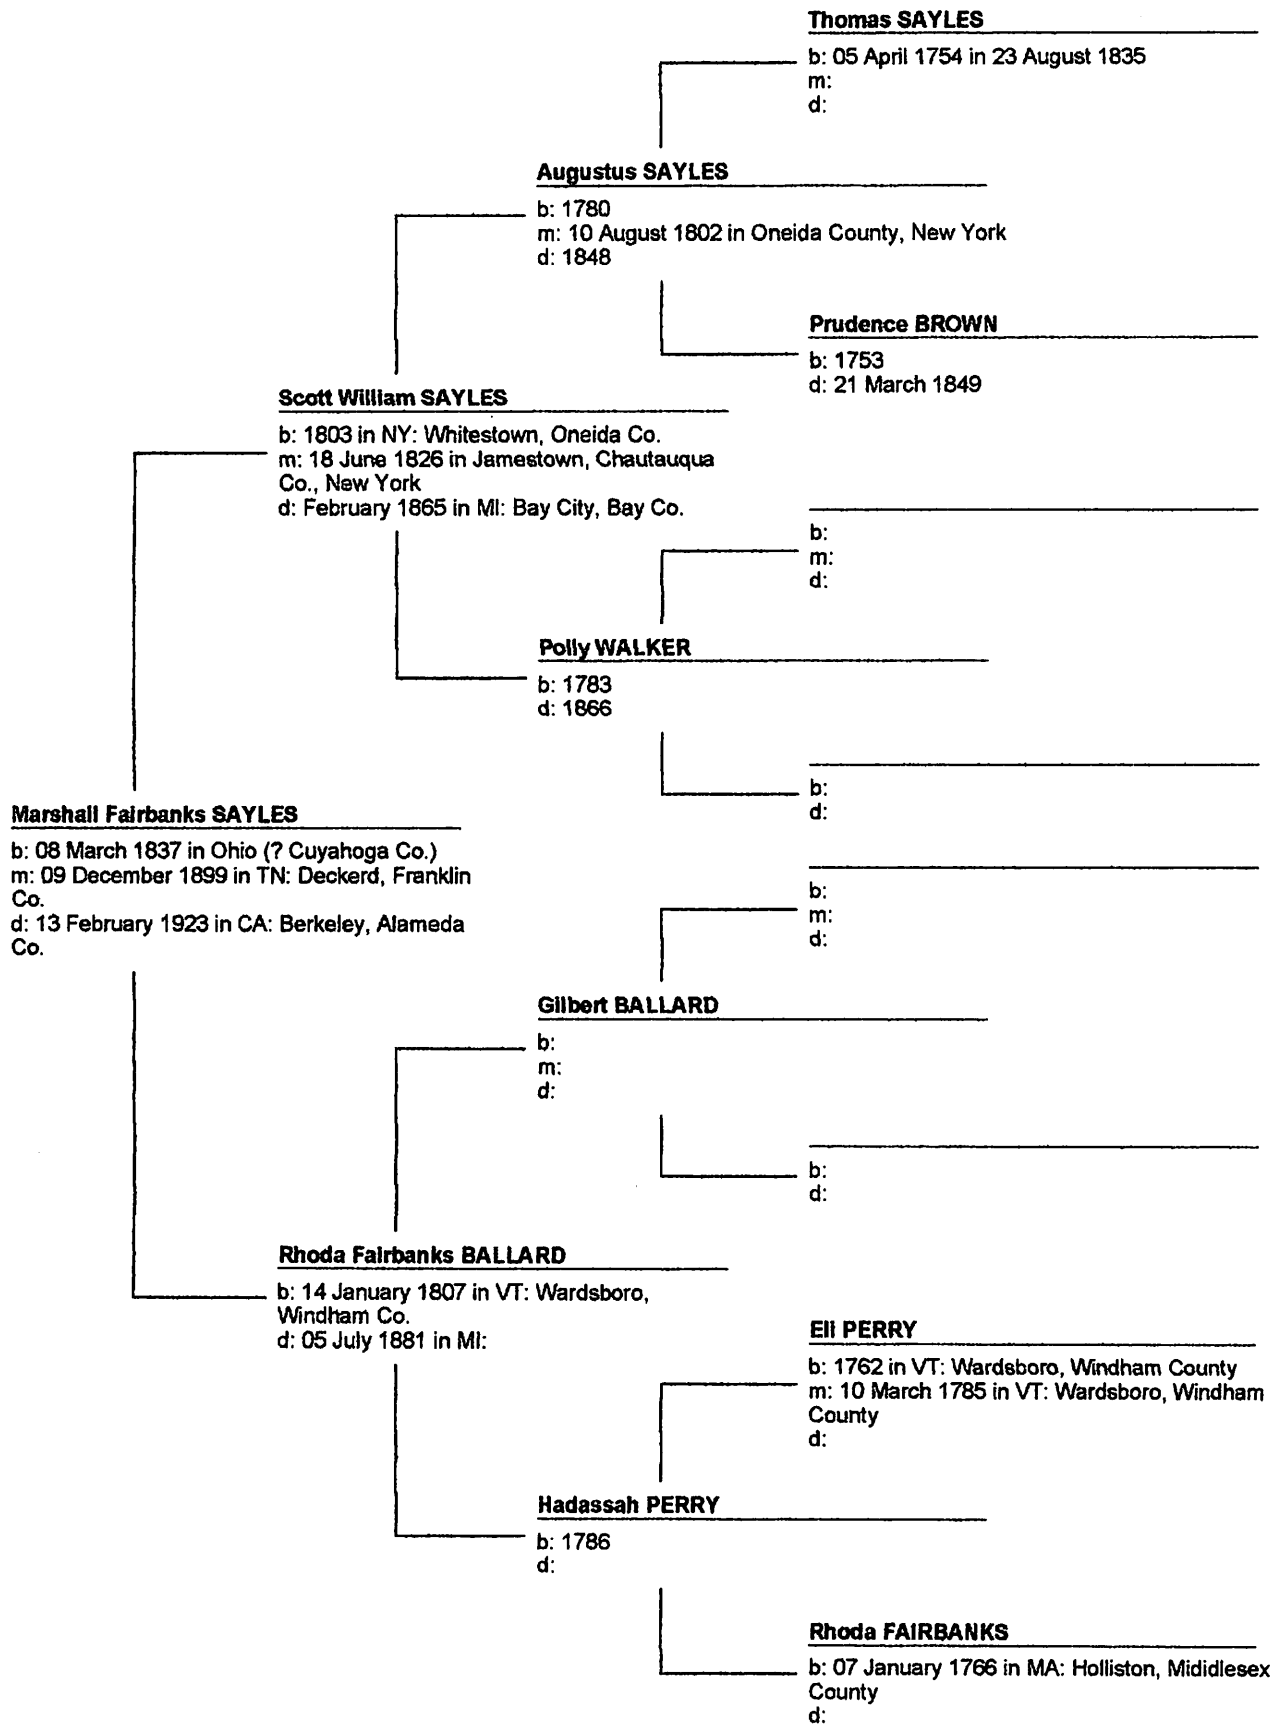 Thomas SAYLES
b: 05 April 1754 in 23 August 1835
m:
d:
Augustus SAYLES
b: 1780
m: 10 August 1802 in Oneida County, New York
d: 1848
Prudence BROWN
b: 1753
d: 21 March 1849
Scott William SAYLES
b: 1803 in NY: Whitestown, Oneida Co.
m: 18 June 1826 in Jamestown, Chautauqua
Co., New York
d: February 1865 in MI: Bay City, Bay Co.
b:
m:
d:
Polly WALKER
b: 1783
d: 1866
b:
d:
Marshall Fairbanks SAYLES
b: 08 March 1837 in Ohio (? Cuyahoga Co.)
m: 09 December 1899 in TN: Deckerd, Franklin
Co.
d: 13 February 1923 in CA: Berkeley, Alameda
Co.
b:
m:
d:
Gilbert BALLARD
b:
m:
d:
b:
d:
Rhoda Fairbanks BALLARD
b: 14 January 1807 in VT: Wardsboro,
Windham Co.
d: 05 July 1881 in MI:
Eli PERRY
b: 1762 in VT: Wardsboro, Windham County
m: 10 March 1785 in VT: Wardsboro, Windham
County
d:
Hadassah PERRY
b: 1786
d:
Rhoda FAIRBANKS
b: 07 January 1766 in MA: Holliston, Mididlesex
County
d: